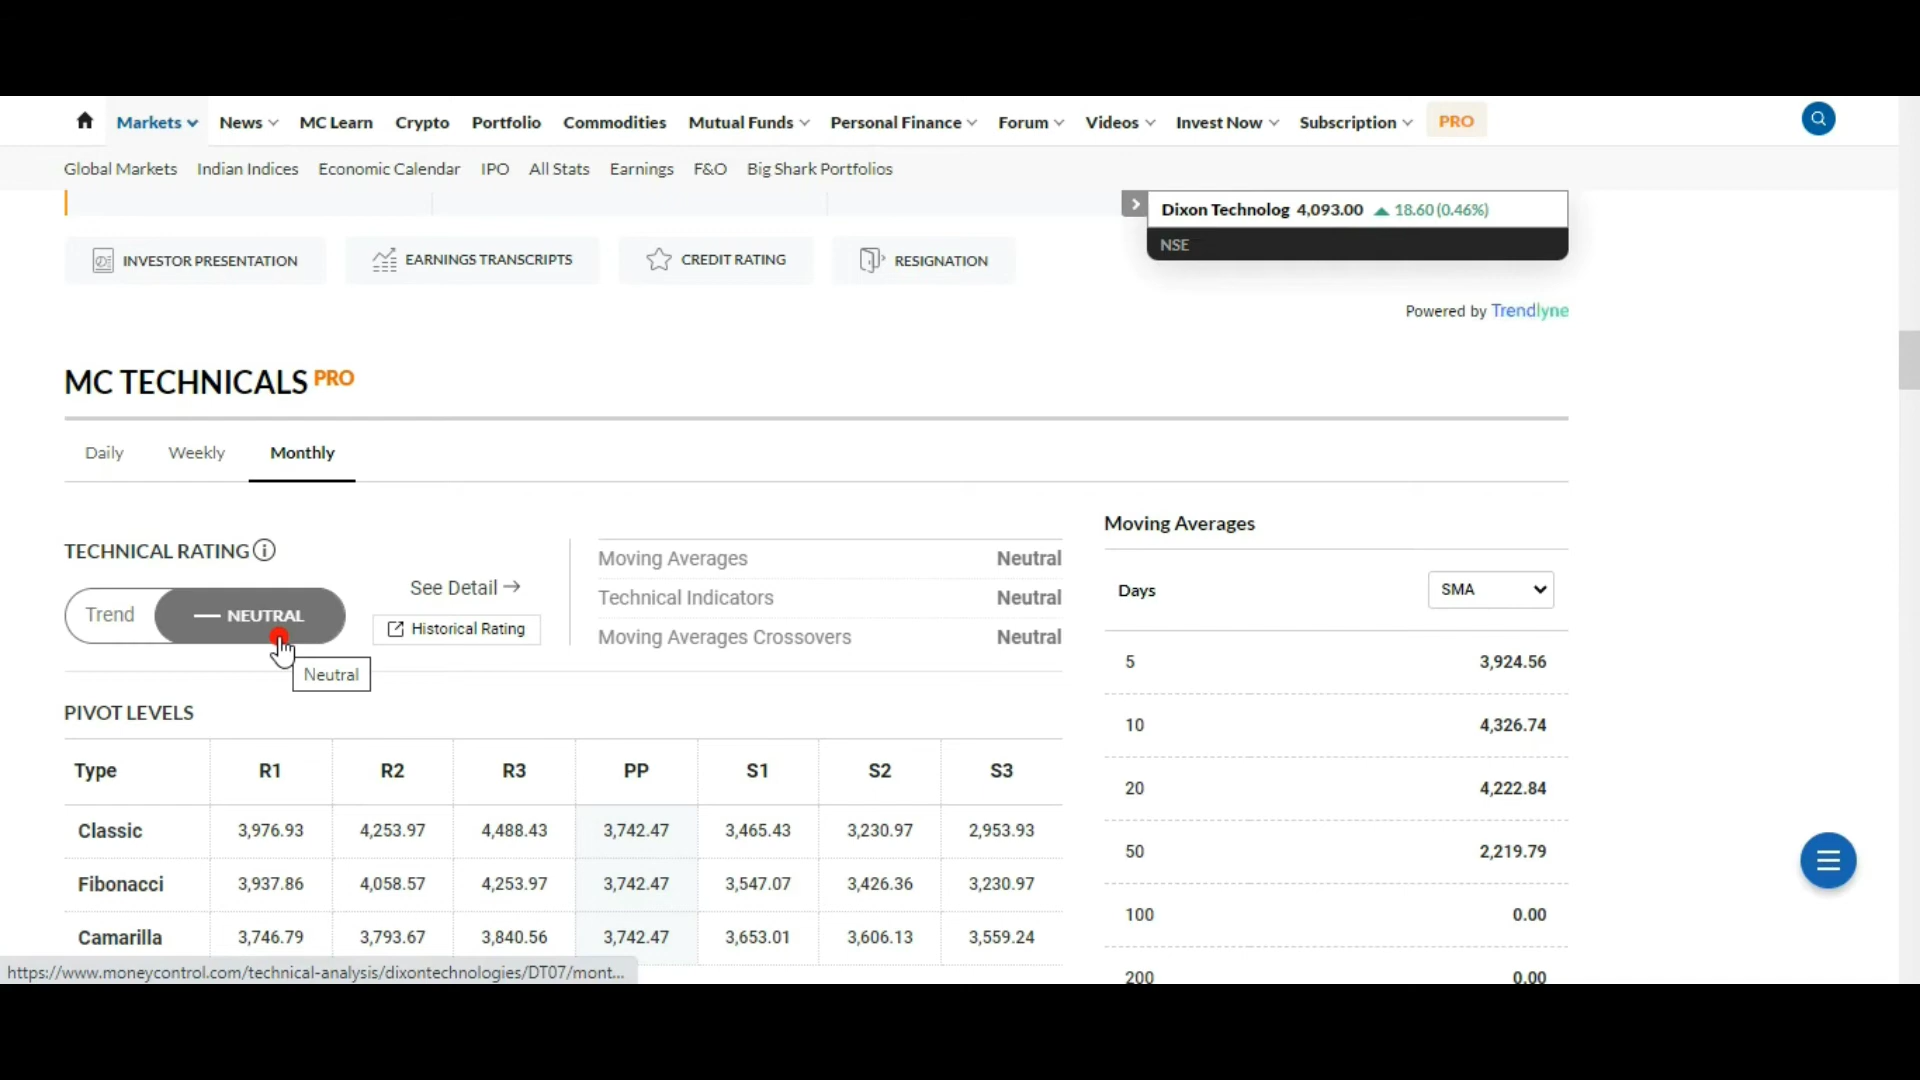 Markets News MC Learn Crypto Portfolio Commodities Mutual Funds Personal Finance Forum Videos Invest Now Subscription PRO
Global Markets Indian Indices Economic Calendar IPO All Stats Earnings F&O Big Shark Portfolios
Dixon Technolog 4,093.00 18.60 (0.46%)
NSE
INVESTOR PRESENTATION EARNINGS TRANSCRIPTS CREDIT RATING RESIGNATION
Powered by Trendlyne
MC TECHNICALS PRO
Daily Weekly Monthly
TECHNICAL RATING
Trend NEUTRAL
Neutral
See Detail →
Historical Rating
Moving Averages Neutral
Technical Indicators Neutral
Moving Averages Crossovers Neutral
PIVOT LEVELS
Type R1 R2 R3 PP S1 S2 S3
Classic 3,976.93 4,253.97 4,488.43 3,742.47 3,465.43 3,230.97 2,953.93
Fibonacci 3,937.86 4,058.57 4,253.97 3,742.47 3,547.07 3,426.36 3,230.97
Camarilla 3,746.79 3,793.67 3,840.56 3,742.47 3,653.01 3,606.13 3,559.24
Moving Averages
Days SMA
5 3,924.56
10 4,326.74
20 4,222.84
50 2,219.79
100 0.00
200 0.00
https://www.moneycontrol.com/technical-analysis/dixontechnologies/DT07/mont...